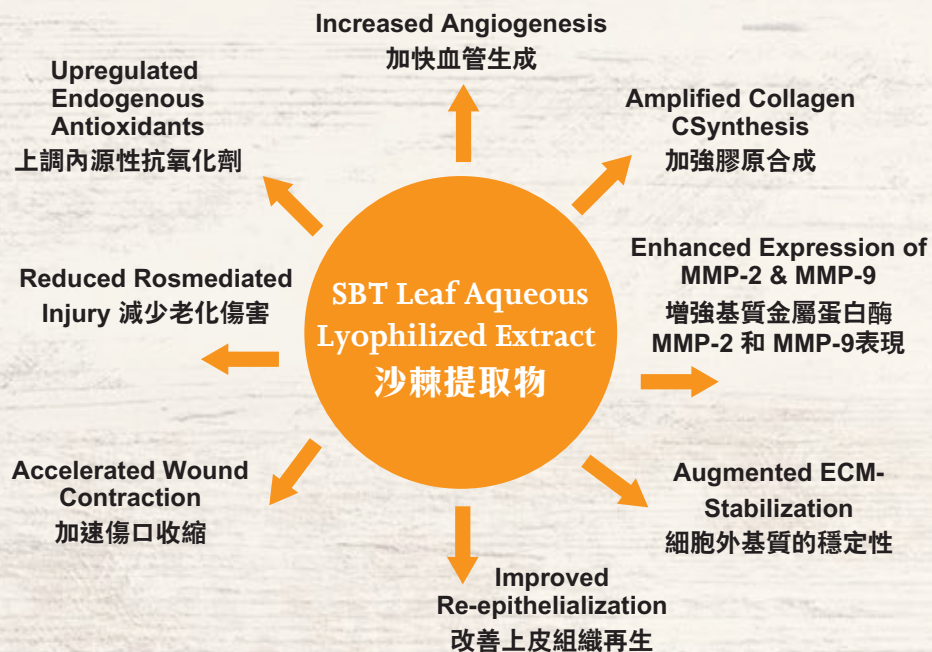 Increased Angiogenesis
加快血管生成
Upregulated
Endogenous
Antioxidants
上調內源性抗氧化劑
Amplified Collagen
CSynthesis
加強膠原合成
Reduced Rosmediated
Injury 減少老化傷害
SBT Leaf Aqueous
Lyophilized Extract
沙棘提取物
Enhanced Expression of
MMP-2 & MMP-9
增強基質金屬蛋白酶
MMP-2 和 MMP-9表現
Accelerated Wound
Contraction
加速傷口收縮
Augmented ECM-
Stabilization
細胞外基質的穩定性
Improved
Re-epithelialization
改善上皮組織再生